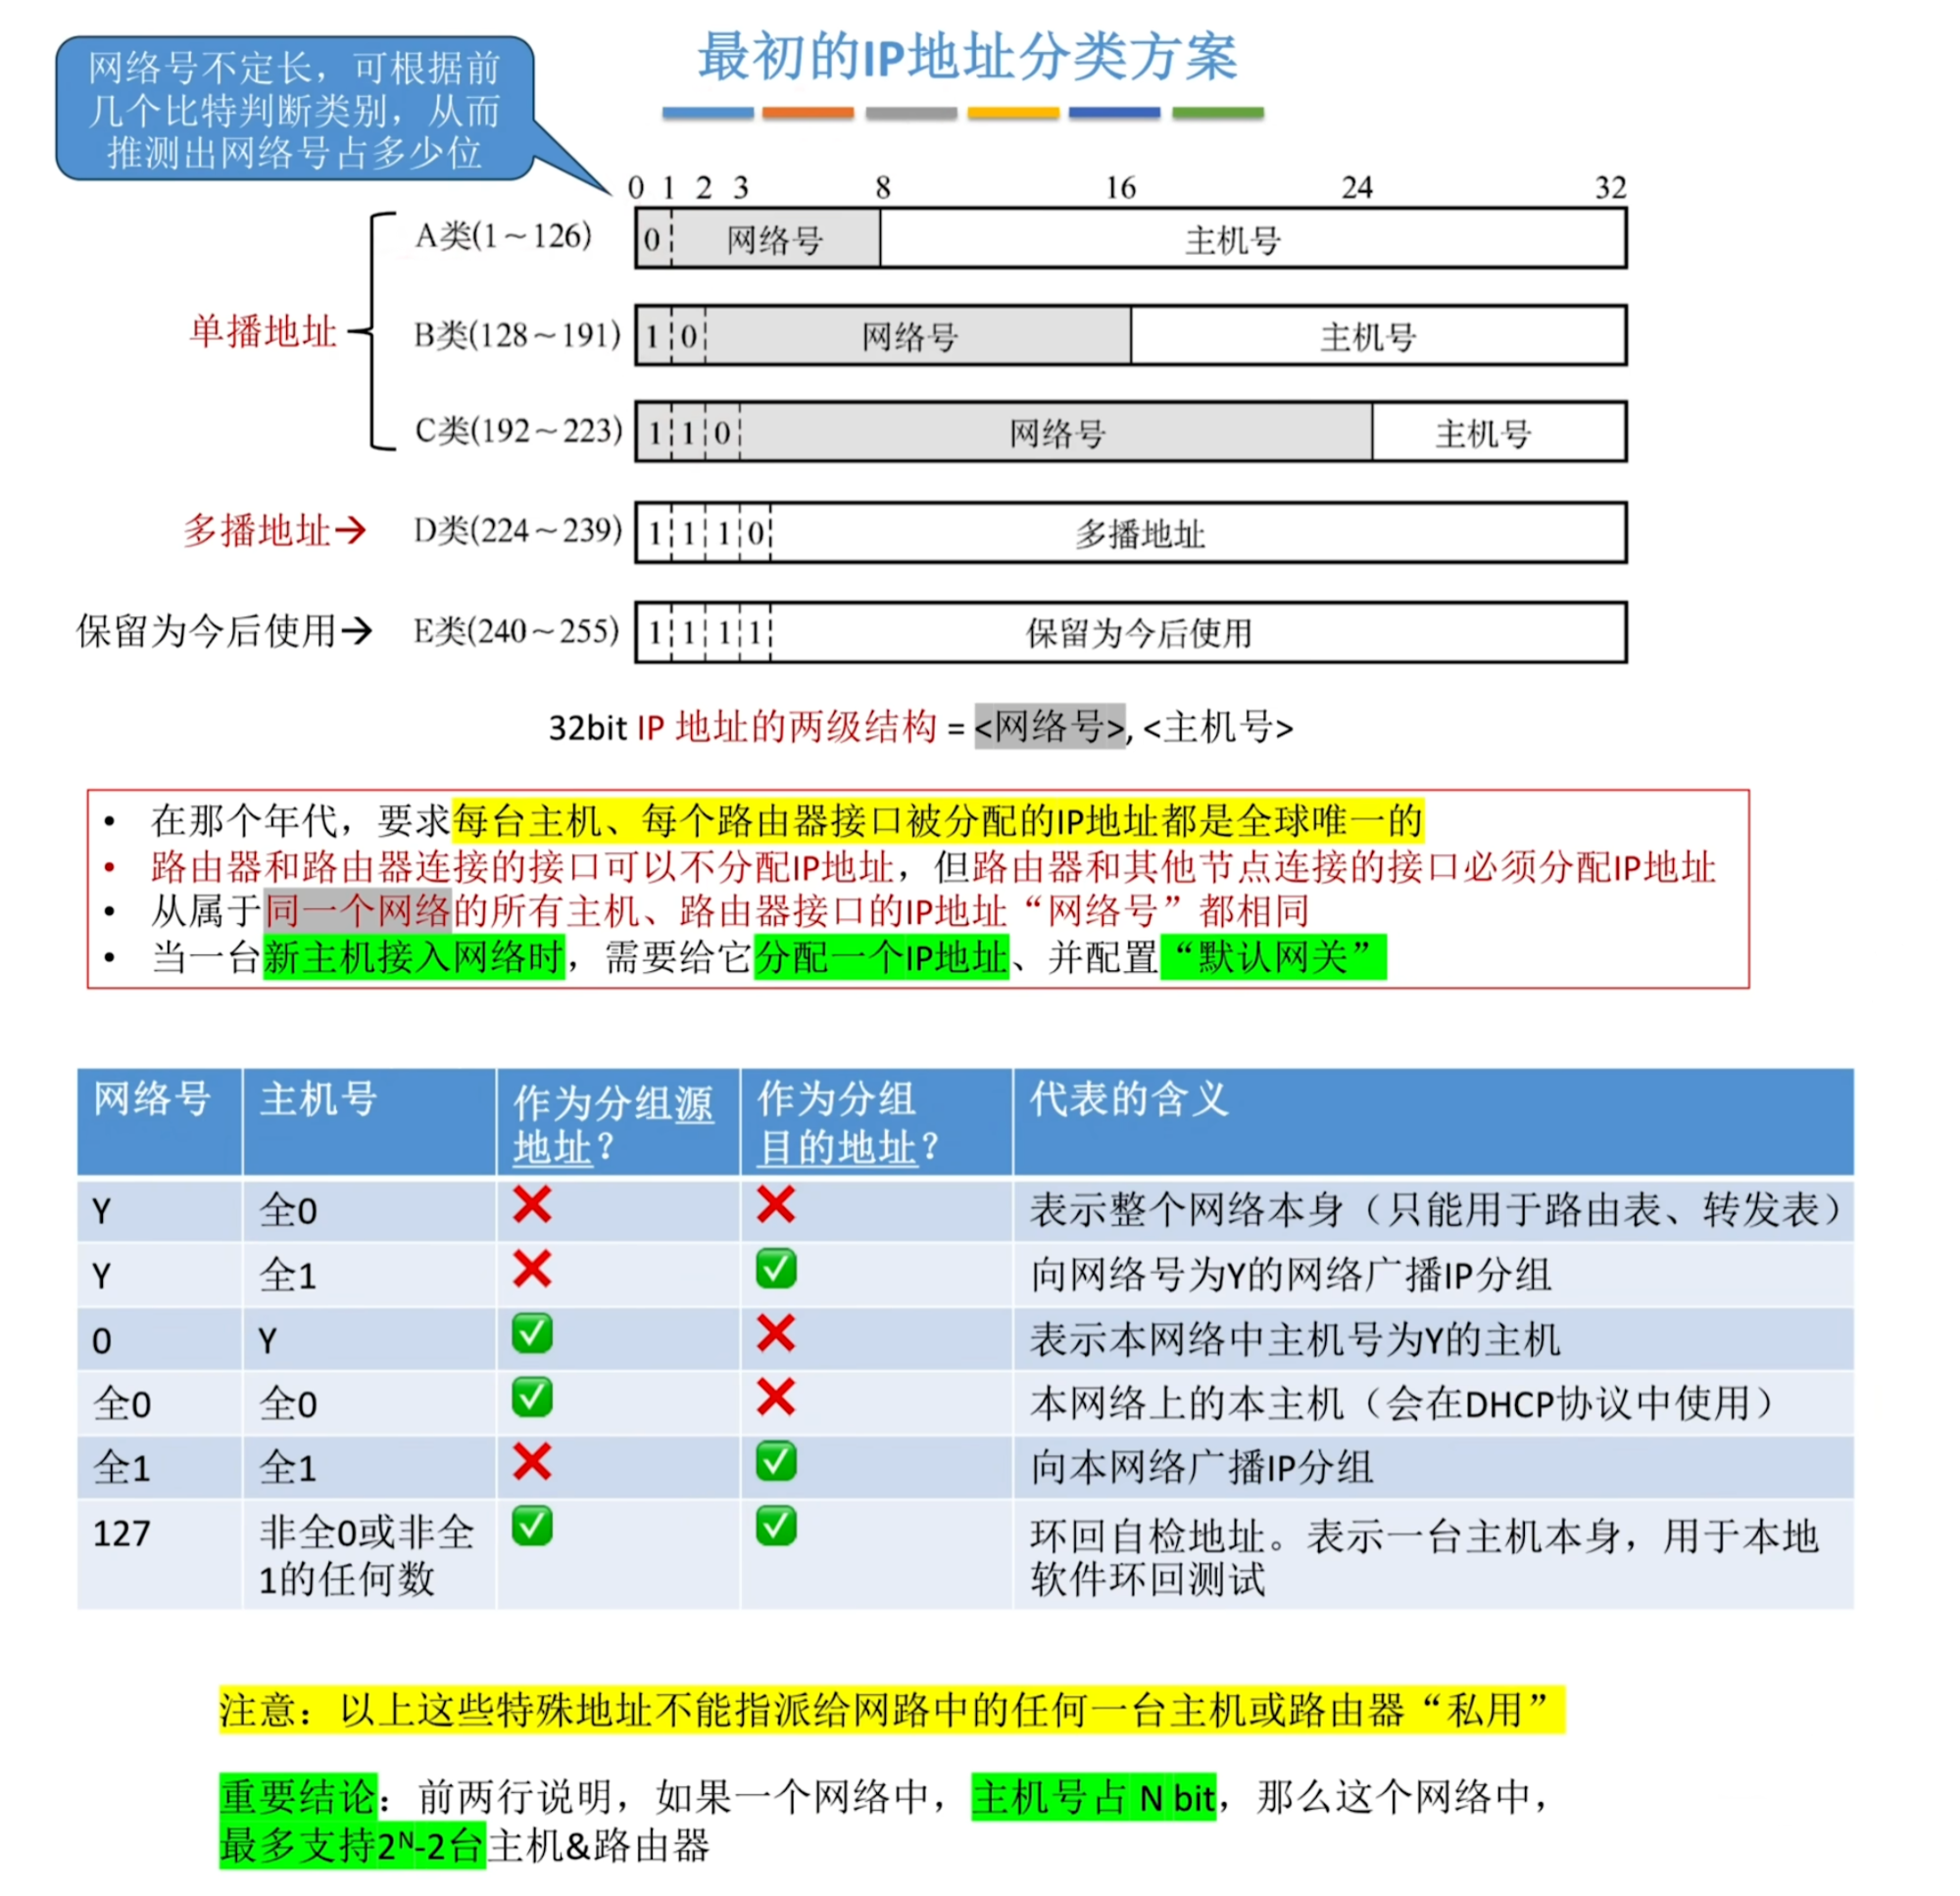 最初的IP地址分类方案
网络号不定长，可根据前
几个比特判断类别，从而
推测出网络号占多少位
0 1 2 3 8 16 24 32
A类(1～126) 0 网络号 主机号
单播地址
B类(128～191) 1 0 网络号 主机号
C类(192～223) 1 1 0 网络号 主机号
多播地址→ D类(224～239) 1 1 1 0 多播地址
保留为今后使用→ E类(240～255) 1 1 1 1 保留为今后使用
32bit IP 地址的两级结构 = <网络号>, <主机号>
• 在那个年代，要求每台主机、每个路由器接口被分配的IP地址都是全球唯一的
• 路由器和路由器连接的接口可以不分配IP地址，但路由器和其他节点连接的接口必须分配IP地址
• 从属于同一个网络的所有主机、路由器接口的IP地址“网络号”都相同
• 当一台新主机接入网络时，需要给它分配一个IP地址、并配置“默认网关”
网络号 主机号 作为分组源地址？ 作为分组目的地址？ 代表的含义
Y 全0 ❌ ❌ 表示整个网络本身（只能用于路由表、转发表）
Y 全1 ❌ ✅ 向网络号为Y的网络广播IP分组
0 Y ✅ ❌ 表示本网络中主机号为Y的主机
全0 全0 ✅ ❌ 本网络上的本主机（会在DHCP协议中使用）
全1 全1 ❌ ✅ 向本网络广播IP分组
127 非全0或非全1的任何数 ✅ ✅ 环回自检地址。表示一台主机本身，用于本地软件环回测试
注意：以上这些特殊地址不能指派给网路中的任何一台主机或路由器“私用”
重要结论：前两行说明，如果一个网络中，主机号占 N bit，那么这个网络中，
最多支持2ᴺ-2台主机&路由器